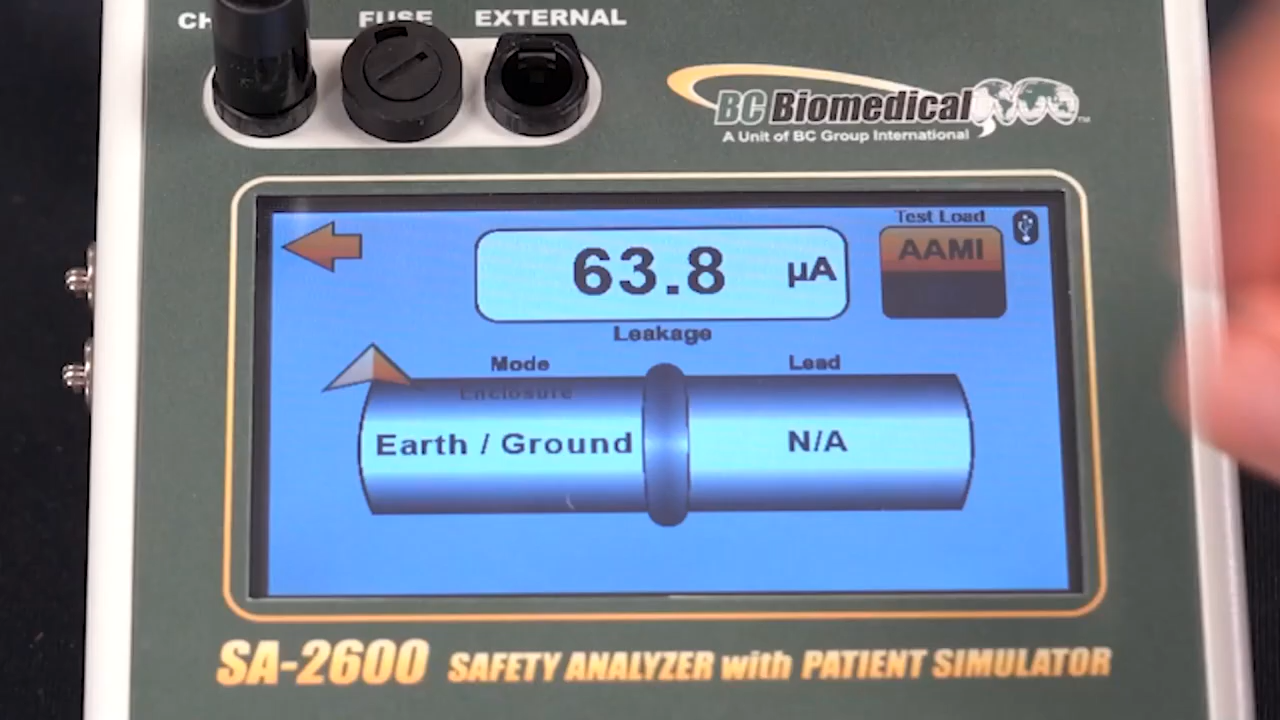 CH
FUSE
EXTERNAL
BC Biomedical
TM
A Unit of BC Group International
Test Load
AAMI
63.8 µA
Leakage
Mode
Lead
Enclosure
Earth / Ground
N/A
SA-2600 SAFETY ANALYZER with PATIENT SIMULATOR